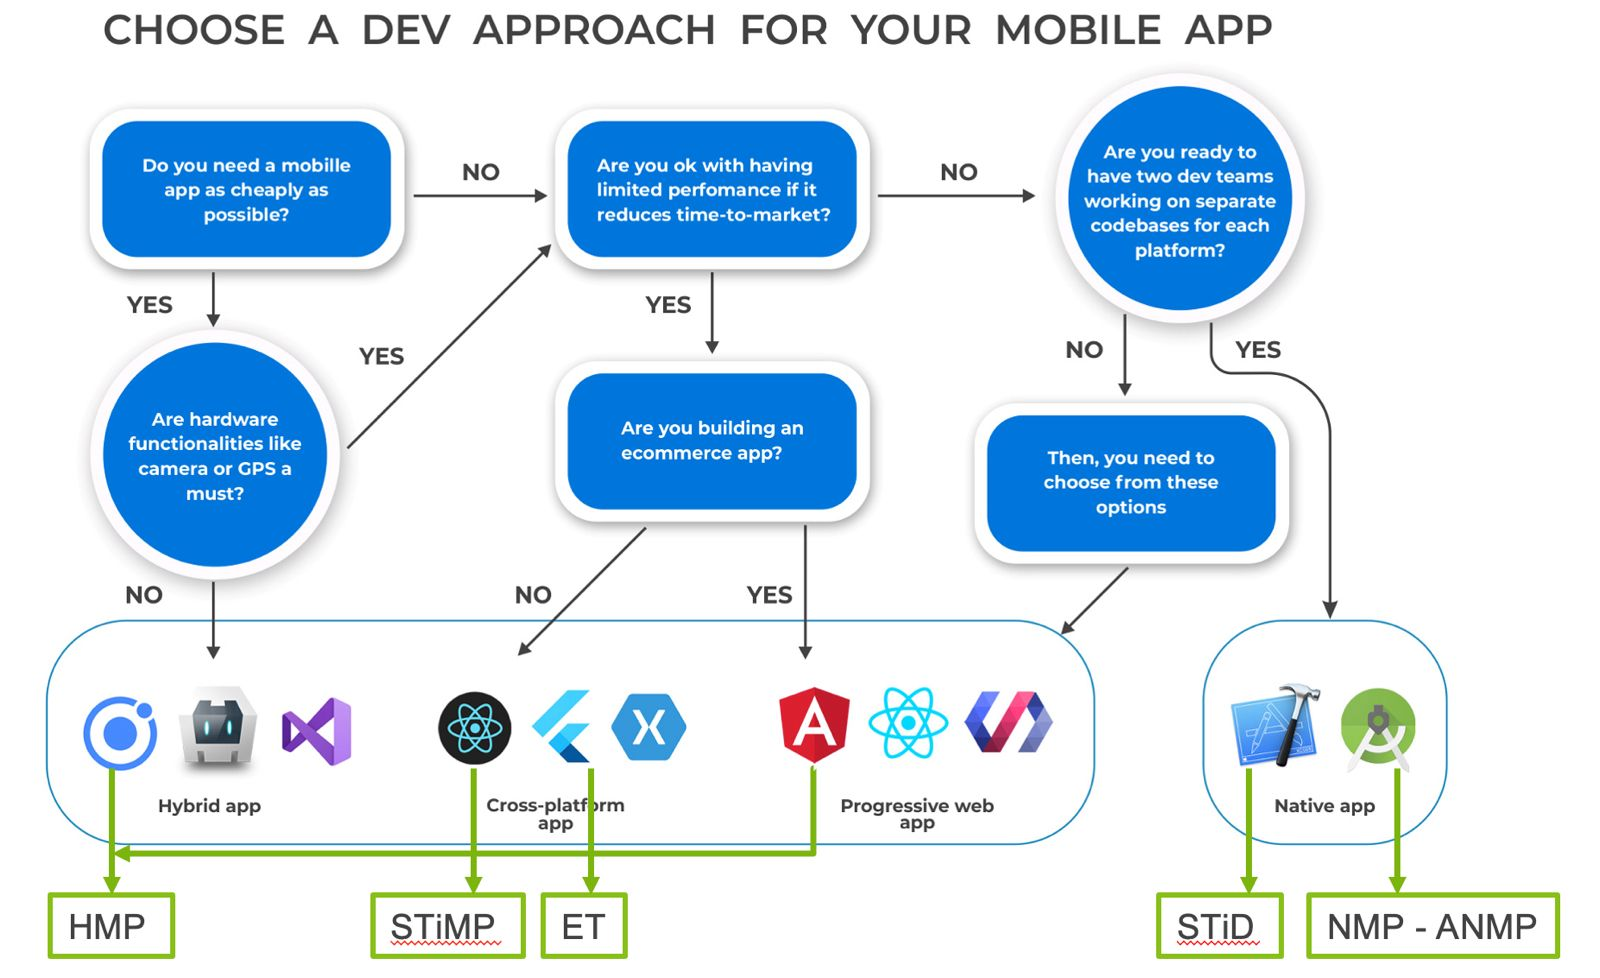 CHOOSE A DEV APPROACH FOR YOUR MOBILE APP
Do you need a mobille
app as cheaply as
possible?
NO
Are you ok with having
limited perfomance if it
reduces time-to-market?
NO
Are you ready to
have two dev teams
working on separate
codebases for each
platform?
YES
YES
YES
NO
YES
Are hardware
functionalities like
camera or GPS a
must?
Are you building an
ecommerce app?
Then, you need to
choose from these
options
NO
NO
YES
Hybrid app
Cross-platform
app
Progressive web
app
Native app
HMP
STiMP
ET
STiD
NMP - ANMP